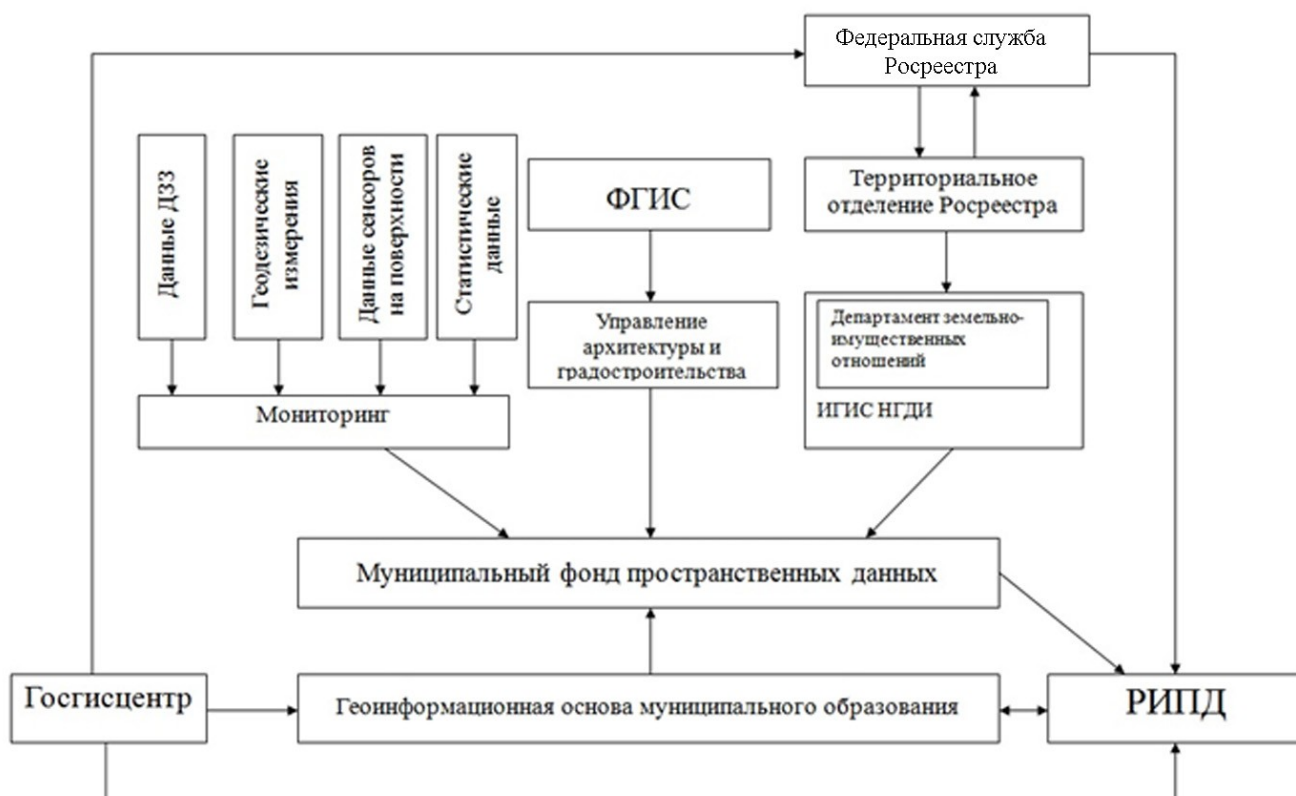 Федеральная служба
Росреестра
Данные ДЗЗ
Геодезические
измерения
Данные сенсоров
на поверхности
Статистические
данные
ФГИС
Территориальное
отделение Росреестра
Управление
архитектуры и
градостроительства
Департамент земельно-
имущественных
отношений
ИГИС НГДИ
Мониторинг
Муниципальный фонд пространственных данных
Госгисцентр
Геоинформационная основа муниципального образования
РИПД